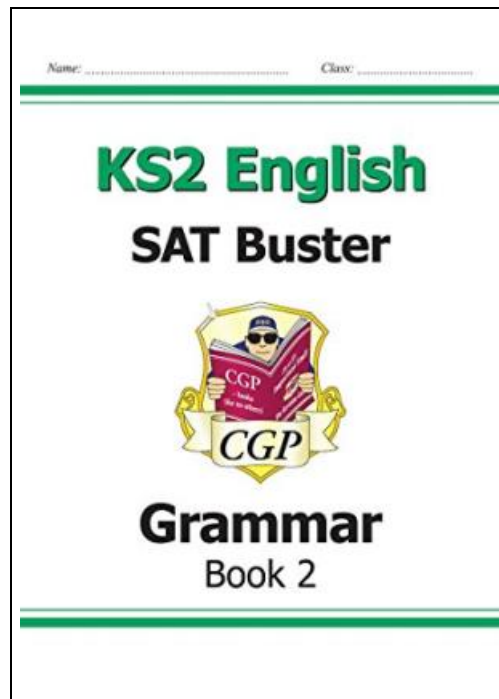 Name: ........................ Class: ........................
KS2 English
SAT Buster
CGP
CGP
Grammar
Book 2